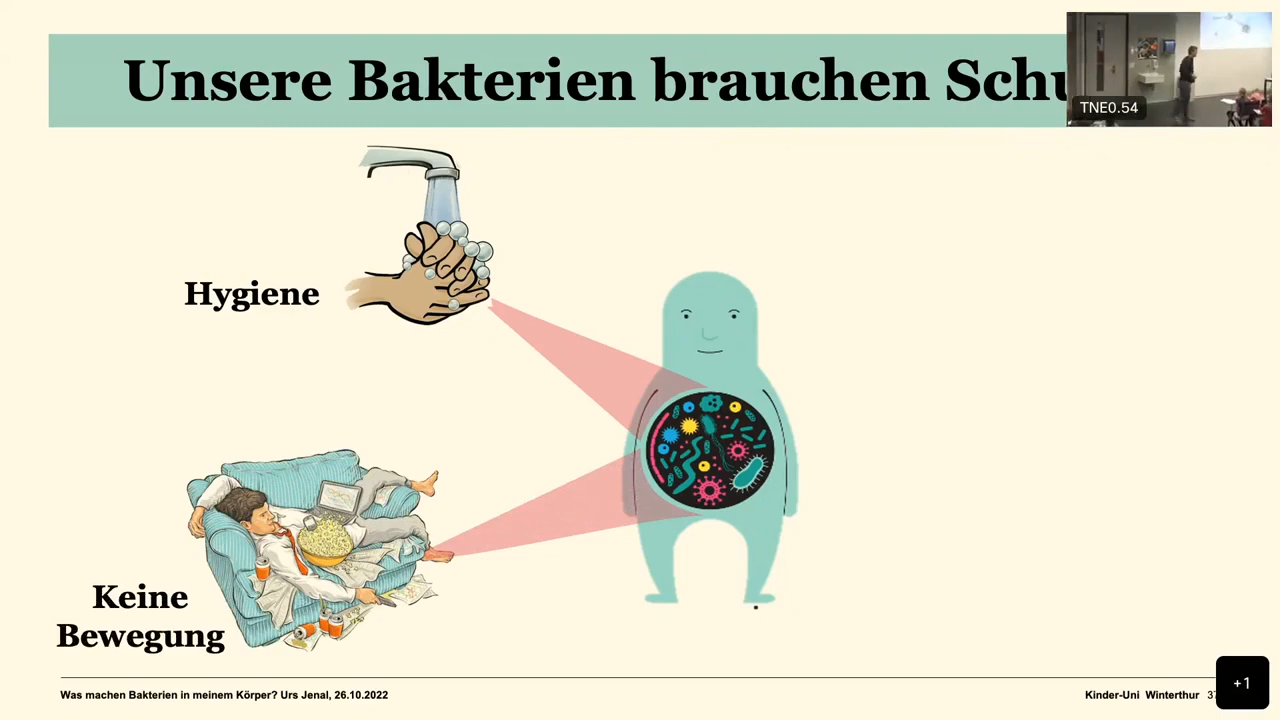 Unsere Bakterien brauchen
TNE0.54
Hygiene
Keine
Bewegung
Was machen Bakterien in meinem Körper? Urs Jenal, 26.10.2022
Kinder-Uni Winterthur
+1